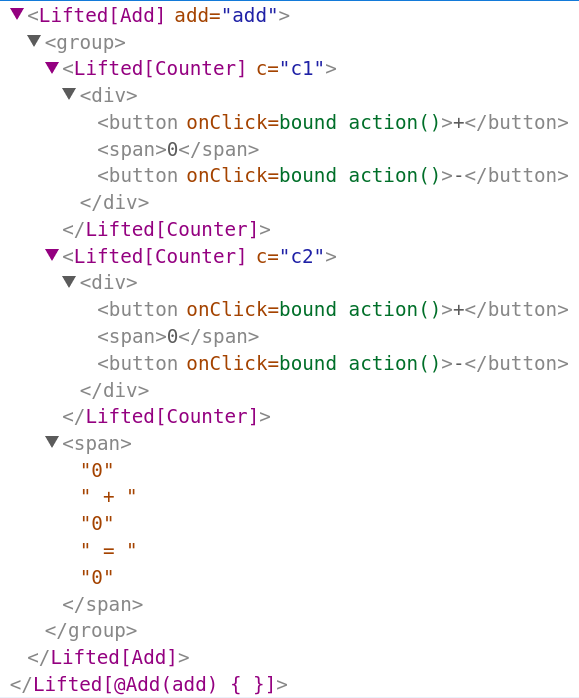 <Lifted[Add] add="add">
<group>
<Lifted[Counter] c="c1">
<div>
<button onClick=bound action()>+</button>
<span>0</span>
<button onClick=bound action()>-</button>
</div>
</Lifted[Counter]>
<Lifted[Counter] c="c2">
<div>
<button onClick=bound action()>+</button>
<span>0</span>
<button onClick=bound action()>-</button>
</div>
</Lifted[Counter]>
<span>
"0"
" + "
"0"
" = "
"0"
</span>
</group>
</Lifted[Add]>
</Lifted[@Add(add) { }]>